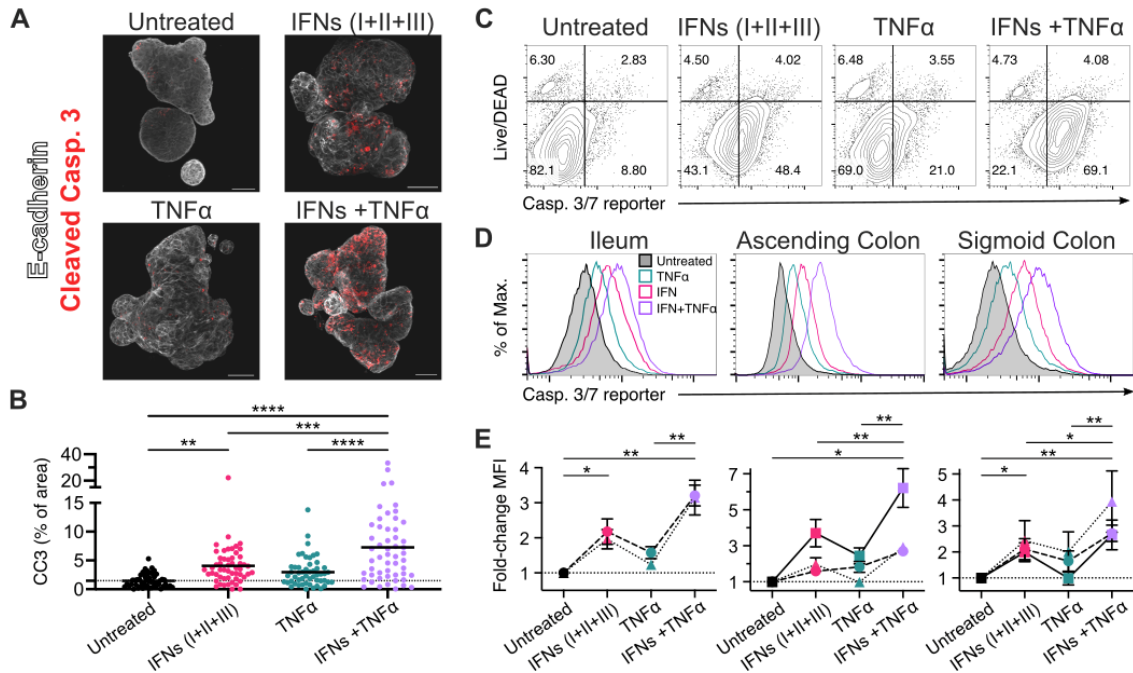 A
Untreated
IFNs (I+II+III)
E-cadherin
Cleaved Casp. 3
TNFα
IFNs +TNFα
B
****
***
**
****
CC3 (% of area)
40
20
15
10
5
0
Untreated
IFNs (I+II+III)
TNFα
IFNs +TNFα
C
Untreated
IFNs (I+II+III)
TNFα
IFNs +TNFα
Live/DEAD
6.30
2.83
4.50
4.02
6.48
3.55
4.73
4.08
82.1
8.80
43.1
48.4
69.0
21.0
22.1
69.1
Casp. 3/7 reporter
D
Ileum
Ascending Colon
Sigmoid Colon
% of Max.
Untreated
TNFα
IFN
IFN+TNFα
Casp. 3/7 reporter
E
Fold-change MFI
**
**
*
4
3
2
1
Untreated
IFNs (I+II+III)
TNFα
IFNs +TNFα
**
**
*
7
5
3
1
Untreated
IFNs (I+II+III)
TNFα
IFNs +TNFα
**
*
**
*
5
4
3
2
1
Untreated
IFNs (I+II+III)
TNFα
IFNs +TNFα